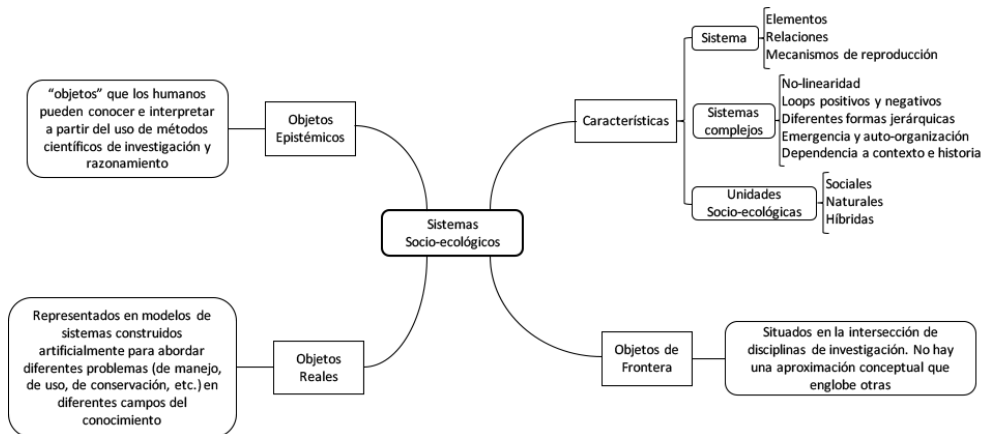 "objetos" que los humanos
pueden conocer e interpretar
a partir del uso de métodos
científicos de investigación y
razonamiento
Objetos
Epistémicos
Sistemas
Socio-ecológicos
Características
Sistema
Elementos
Relaciones
Mecanismos de reproducción
Sistemas
complejos
No-linearidad
Loops positivos y negativos
Diferentes formas jerárquicas
Emergencia y auto-organización
Dependencia a contexto e historia
Unidades
Socio-ecológicas
Sociales
Naturales
Híbridas
Representados en modelos de
sistemas construidos
artificialmente para abordar
diferentes problemas (de manejo,
de uso, de conservación, etc.) en
diferentes campos del
conocimiento
Objetos
Reales
Objetos de
Frontera
Situados en la intersección de
disciplinas de investigación. No hay
una aproximación conceptual que
englobe otras